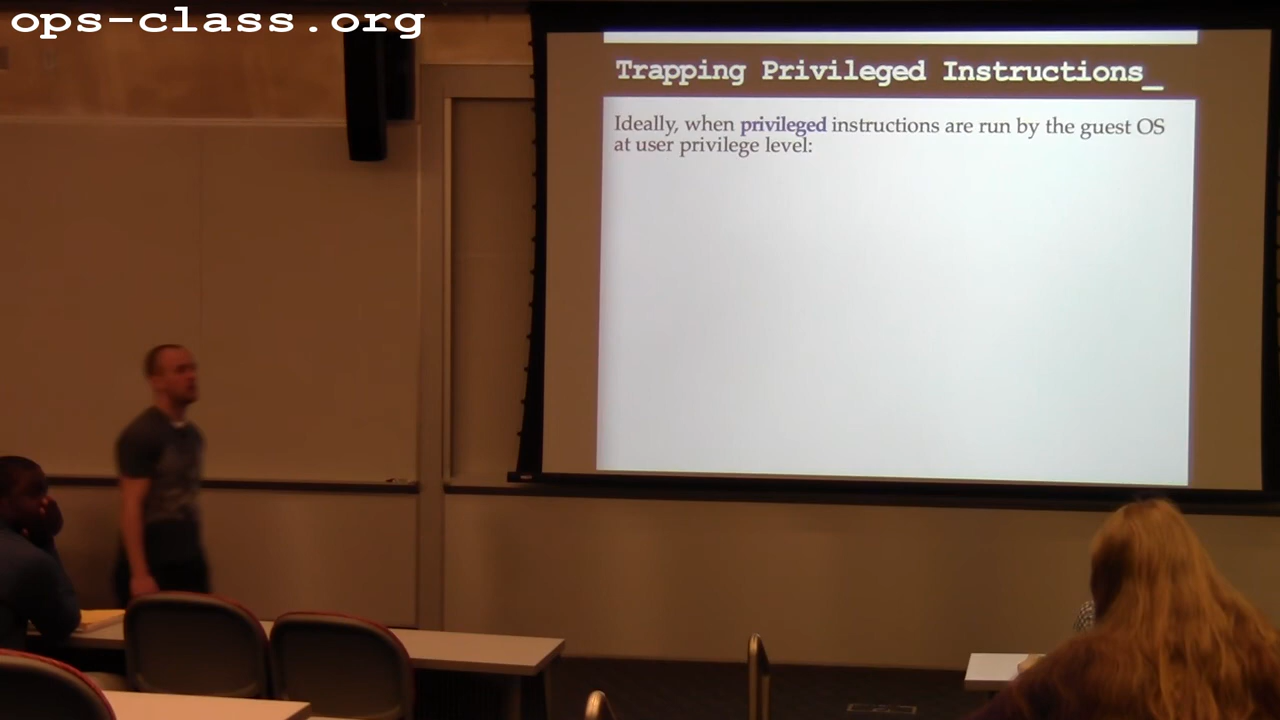 ops-class.org
Trapping Privileged Instructions_
Ideally, when privileged instructions are run by the guest OS
at user privilege level: